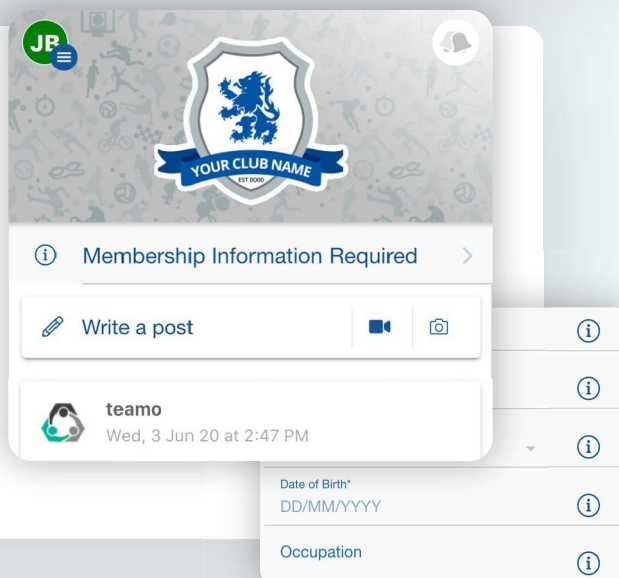 JB
YOUR CLUB NAME
EST 0000
Membership Information Required
Write a post
teamo
Wed, 3 Jun 20 at 2:47 PM
Date of Birth*
DD/MM/YYYY
Occupation